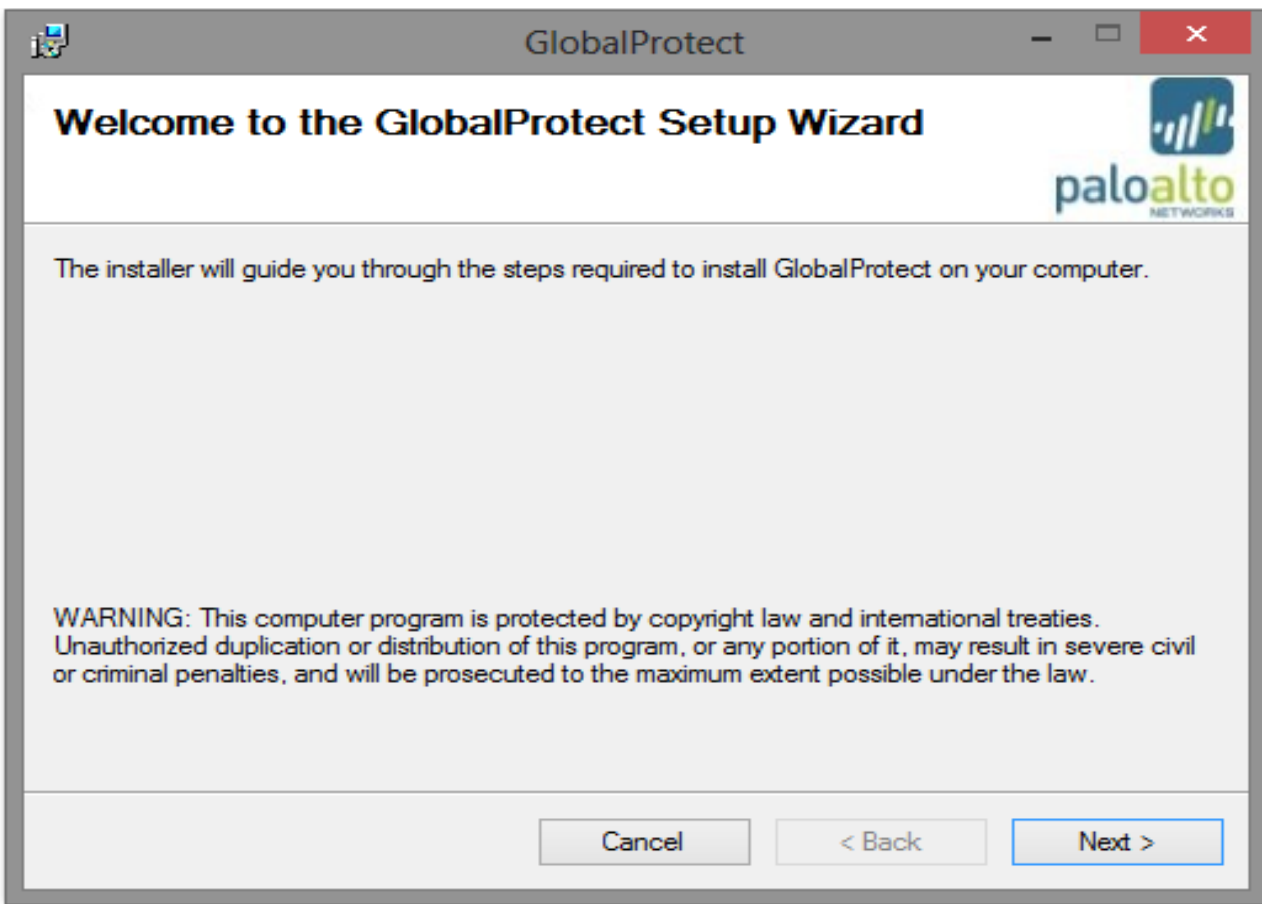 GlobalProtect
Welcome to the GlobalProtect Setup Wizard
paloalto
NETWORKS
The installer will guide you through the steps required to install GlobalProtect on your computer.
WARNING: This computer program is protected by copyright law and international treaties.
Unauthorized duplication or distribution of this program, or any portion of it, may result in severe civil
or criminal penalties, and will be prosecuted to the maximum extent possible under the law.
Cancel < Back Next >